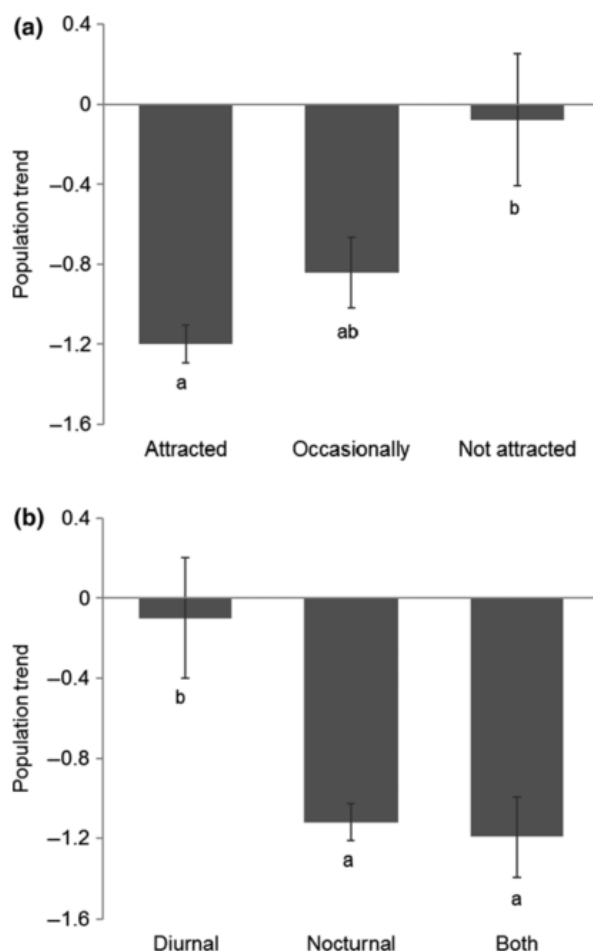 (a)
0.4
0
–0.4
–0.8
–1.2
–1.6
Population trend
a
ab
b
Attracted Occasionally Not attracted
(b)
0.4
0
–0.4
–0.8
–1.2
–1.6
Population trend
b
a
a
Diurnal Nocturnal Both